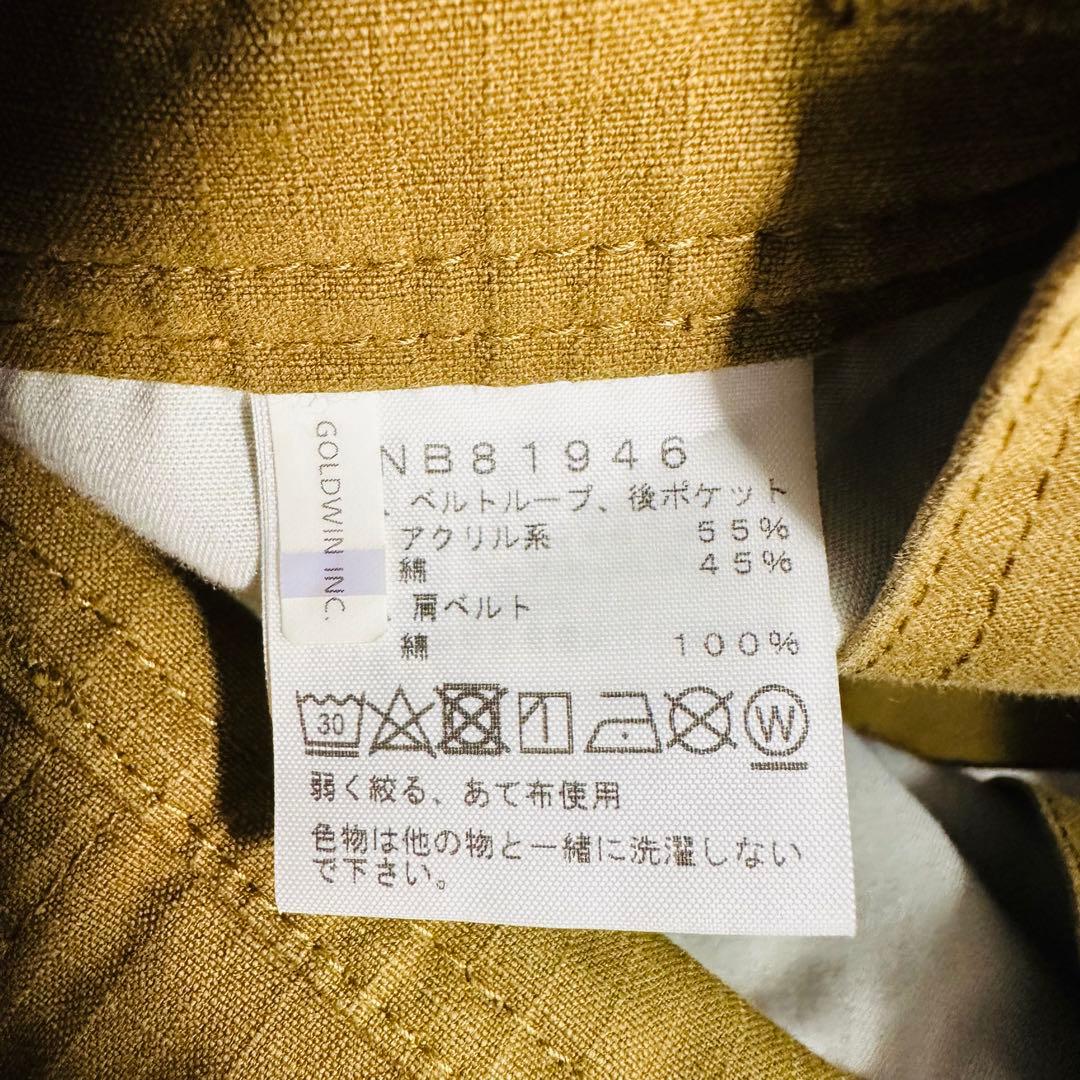 GOLDWIN INC.
NB81946
、ベルトループ、後ポケット
アクリル系 55%
綿 45%
、肩ベルト
綿 100%
30
W
弱く絞る、あて布使用
色物は他の物と一緒に洗濯しない
で下さい。